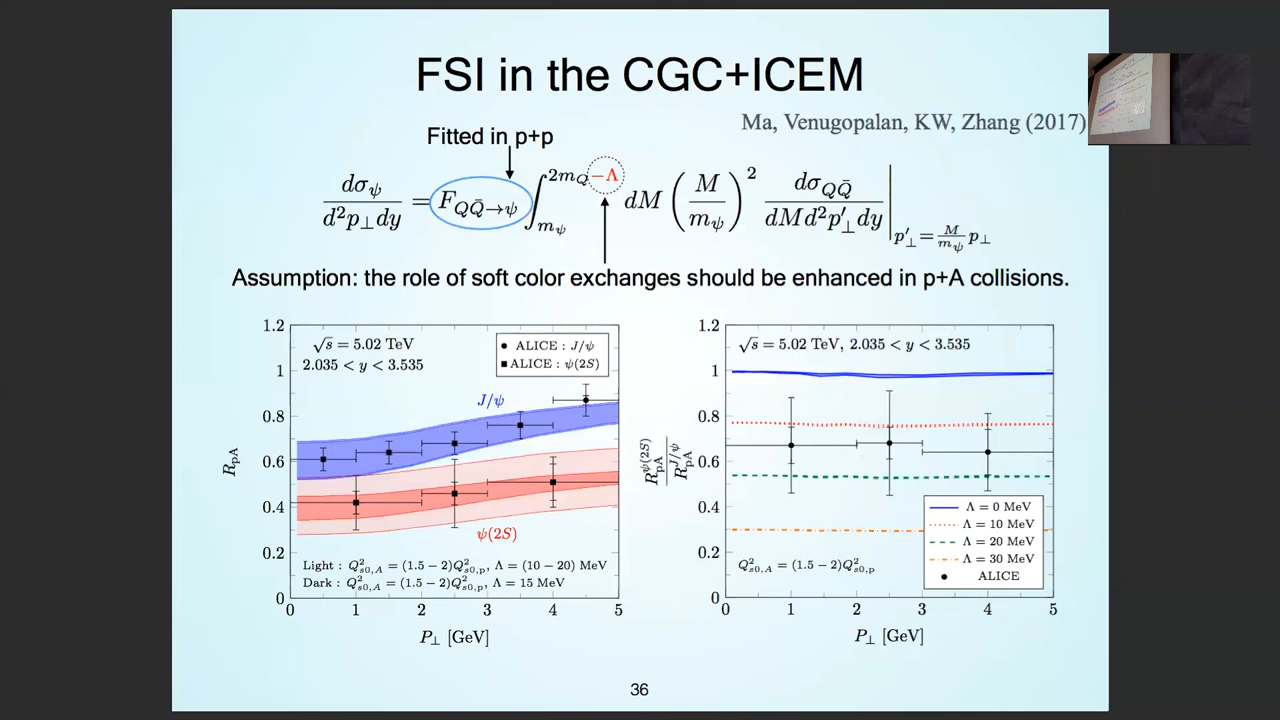 FSI in the CGC+ICEM
Ma, Venugopalan, KW, Zhang (2017)
Fitted in p+p
dσ_ψ / d²p_⊥dy = F_{QQ̄→ψ} ∫_{m_ψ}^{2m_Q−Λ} dM (M/m_ψ)² dσ_{QQ̄} / dMd²p′_⊥dy |_{p′_⊥ = M/m_ψ p_⊥}
Assumption: the role of soft color exchanges should be enhanced in p+A collisions.
1.2
1
0.8
0.6
0.4
0.2
0
R_pA
√s = 5.02 TeV
2.035 < y < 3.535
ALICE : J/ψ
ALICE : ψ(2S)
J/ψ
ψ(2S)
Light : Q²_{s0,A} = (1.5 − 2)Q²_{s0,p}, Λ = (10 − 20) MeV
Dark : Q²_{s0,A} = (1.5 − 2)Q²_{s0,p}, Λ = 15 MeV
0 1 2 3 4 5
P_⊥ [GeV]
1.2
1
0.8
0.6
0.4
0.2
0
R_pA^ψ(2S) / R_pA^J/ψ
√s = 5.02 TeV, 2.035 < y < 3.535
Λ = 0 MeV
Λ = 10 MeV
Λ = 20 MeV
Λ = 30 MeV
ALICE
Q²_{s0,A} = (1.5 − 2)Q²_{s0,p}
0 1 2 3 4 5
P_⊥ [GeV]
36